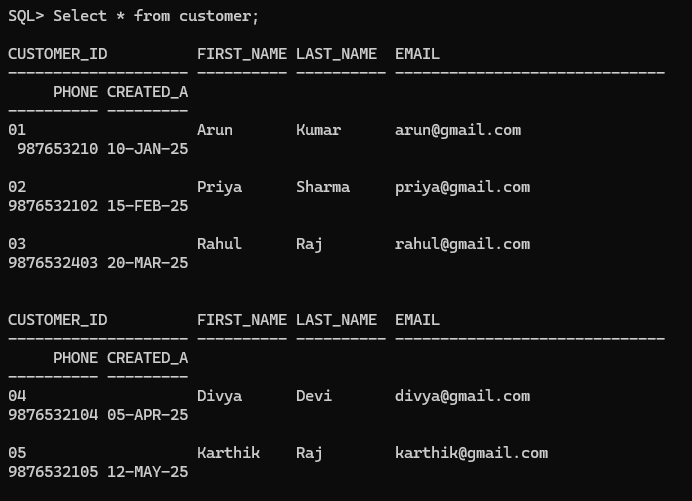 SQL> Select * from customer;
CUSTOMER_ID          FIRST_NAME LAST_NAME  EMAIL
-------------------- ---------- ---------- ------------------------------
     PHONE CREATED_A
---------- ---------
01                   Arun       Kumar      arun@gmail.com
 987653210 10-JAN-25
02                   Priya      Sharma     priya@gmail.com
9876532102 15-FEB-25
03                   Rahul      Raj        rahul@gmail.com
9876532403 20-MAR-25
CUSTOMER_ID          FIRST_NAME LAST_NAME  EMAIL
-------------------- ---------- ---------- ------------------------------
     PHONE CREATED_A
---------- ---------
04                   Divya      Devi       divya@gmail.com
9876532104 05-APR-25
05                   Karthik    Raj        karthik@gmail.com
9876532105 12-MAY-25